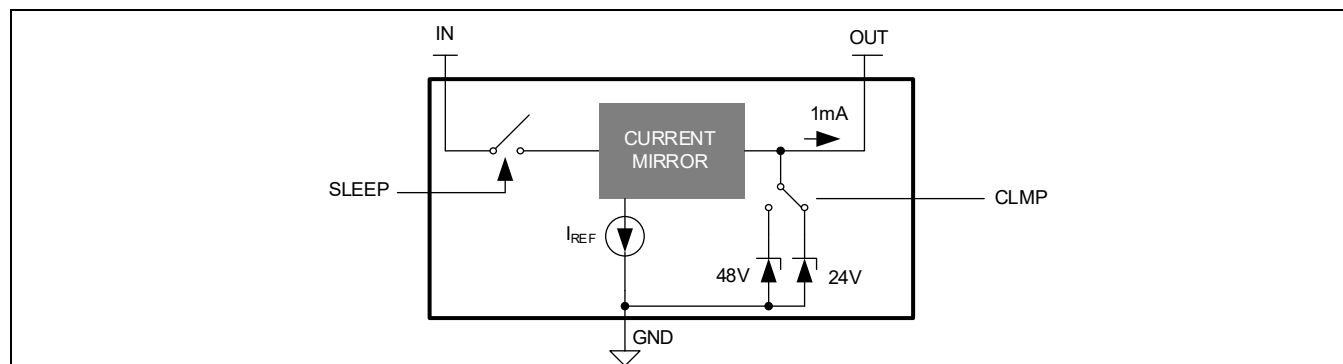 IN
OUT
1mA
CURRENT
MIRROR
SLEEP
CLMP
IREF
48V
24V
GND